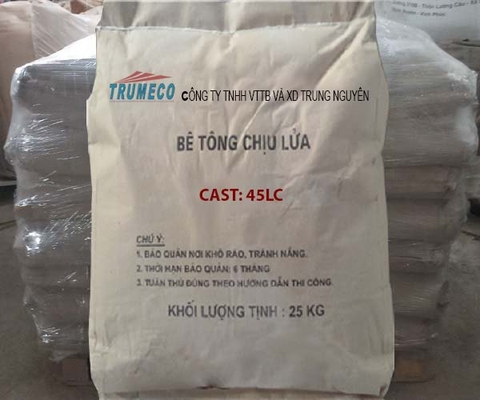 TRUMECO
CÔNG TY TNHH VTTB VÀ XD TRUNG NGUYÊN
BÊ TÔNG CHỊU LỬA
CAST: 45LC
CHÚ Ý:
1. BẢO QUẢN NƠI KHÔ RÁO, TRÁNH NẮNG.
2. THỜI HẠN BẢO QUẢN: 6 THÁNG
3. TUÂN THỦ ĐÚNG THEO HƯỚNG DẪN THI CÔNG.
KHỐI LƯỢNG TỊNH : 25 KG